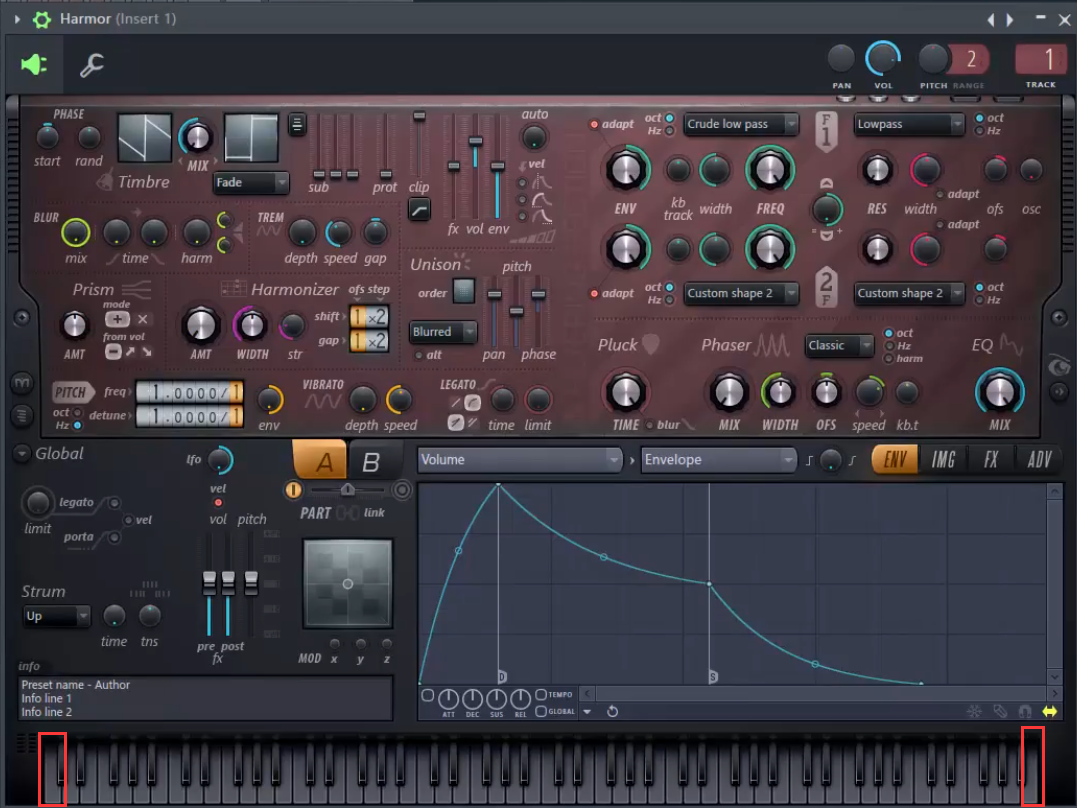 Harmor (Insert 1)
2
PAN VOL PITCH RANGE
1
TRACK
PHASE
start rand
MIX
Timbre
Fade
sub prot clip
auto
vel
fx vol env
adapt oct Hz
Crude low pass
F1
Lowpass
oct Hz
ENV kb track width FREQ
RES width adapt ofs osc
adapt
BLUR
mix time harm
TREM
depth speed gap
Unison
order
pitch
Blurred
alt
pan phase
adapt oct Hz
Custom shape 2
2F
Custom shape 2
oct Hz
Prism
mode
+ ×
from vol
AMT
Harmonizer
AMT WIDTH str
ofs step
shift 1 ×2
gap 1 ×2
Pluck
TIME blur
Phaser
Classic
oct
Hz
harm
MIX WIDTH OFS speed kb.t
EQ
MIX
PITCH
oct
Hz
freq 1.0000/1
detune 1.0000/1
env
VIBRATO
depth speed
LEGATO
time limit
Global
limit
legato
porta
vel
lfo
vel
vol pitch
pre post
fx
Strum
Up
time tns
A B
PART link
MOD x y z
Volume
Envelope
ENV IMG FX ADV
D S
ATT DEC SUS REL
TEMPO
GLOBAL
info
Preset name - Author
Info line 1
Info line 2